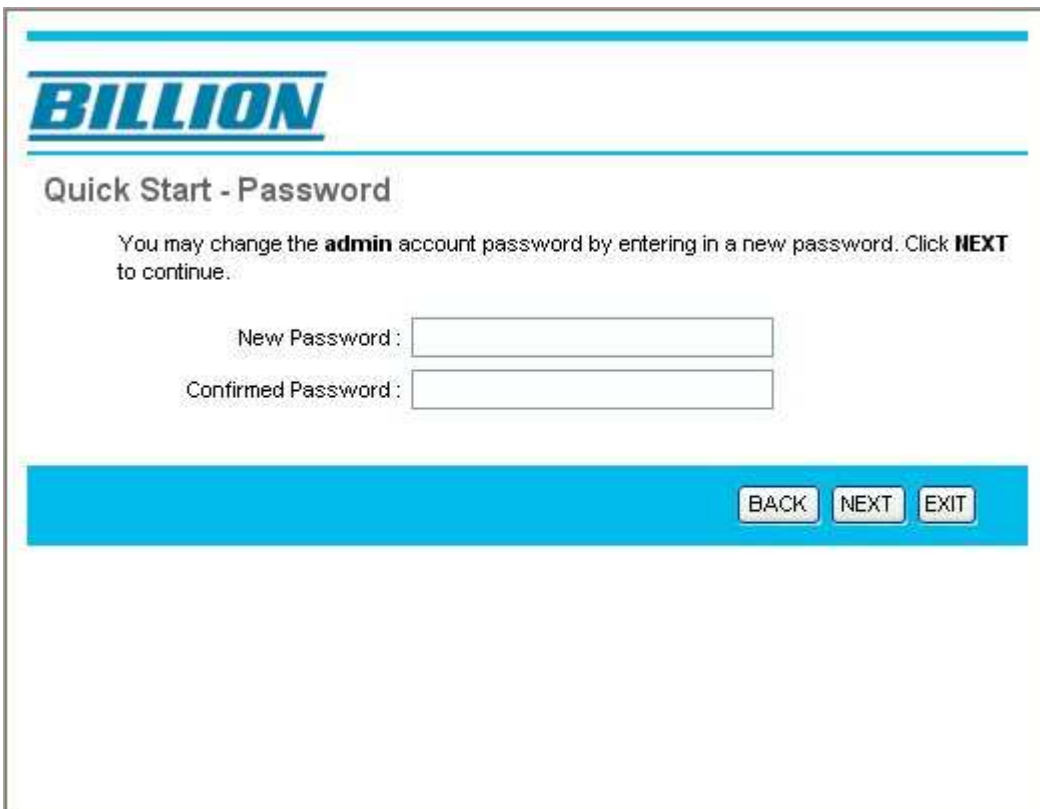 BILLION
Quick Start - Password
You may change the admin account password by entering in a new password. Click NEXT
to continue.
New Password :
Confirmed Password :
BACK NEXT EXIT